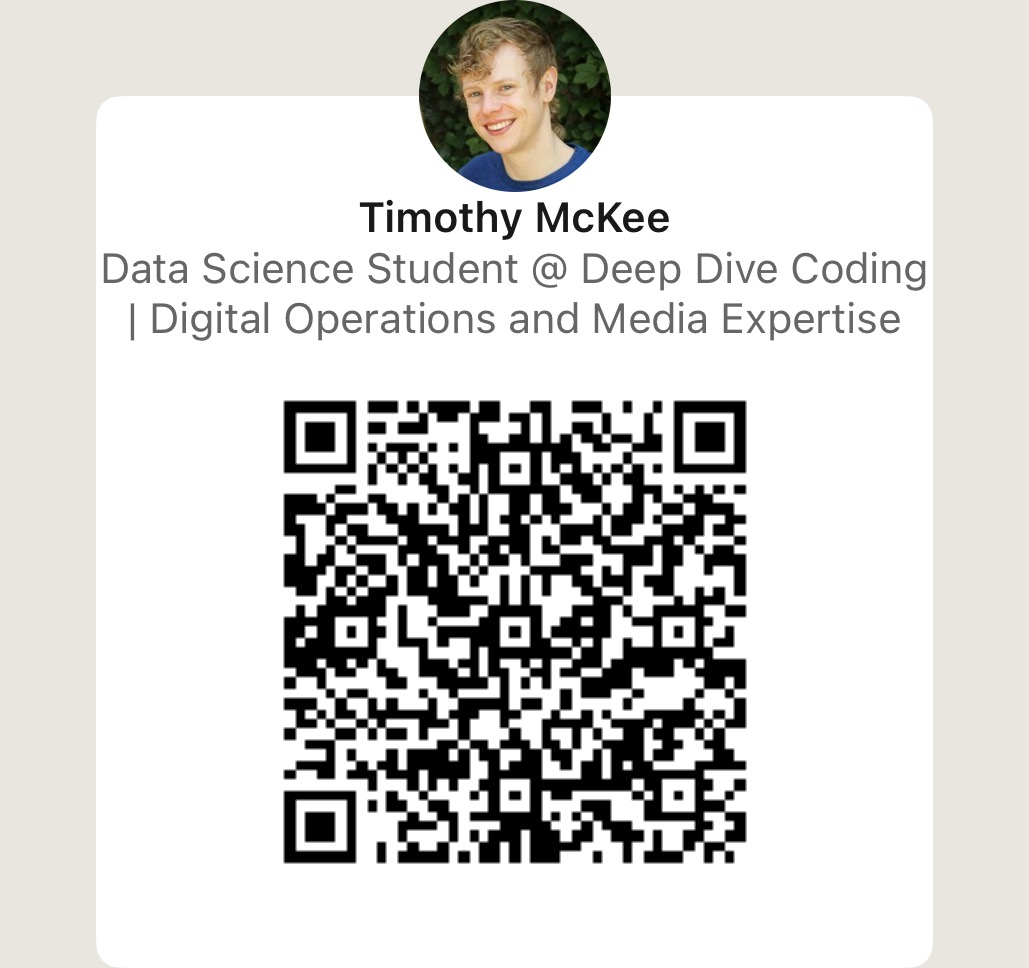 Timothy McKee
Data Science Student @ Deep Dive Coding
| Digital Operations and Media Expertise